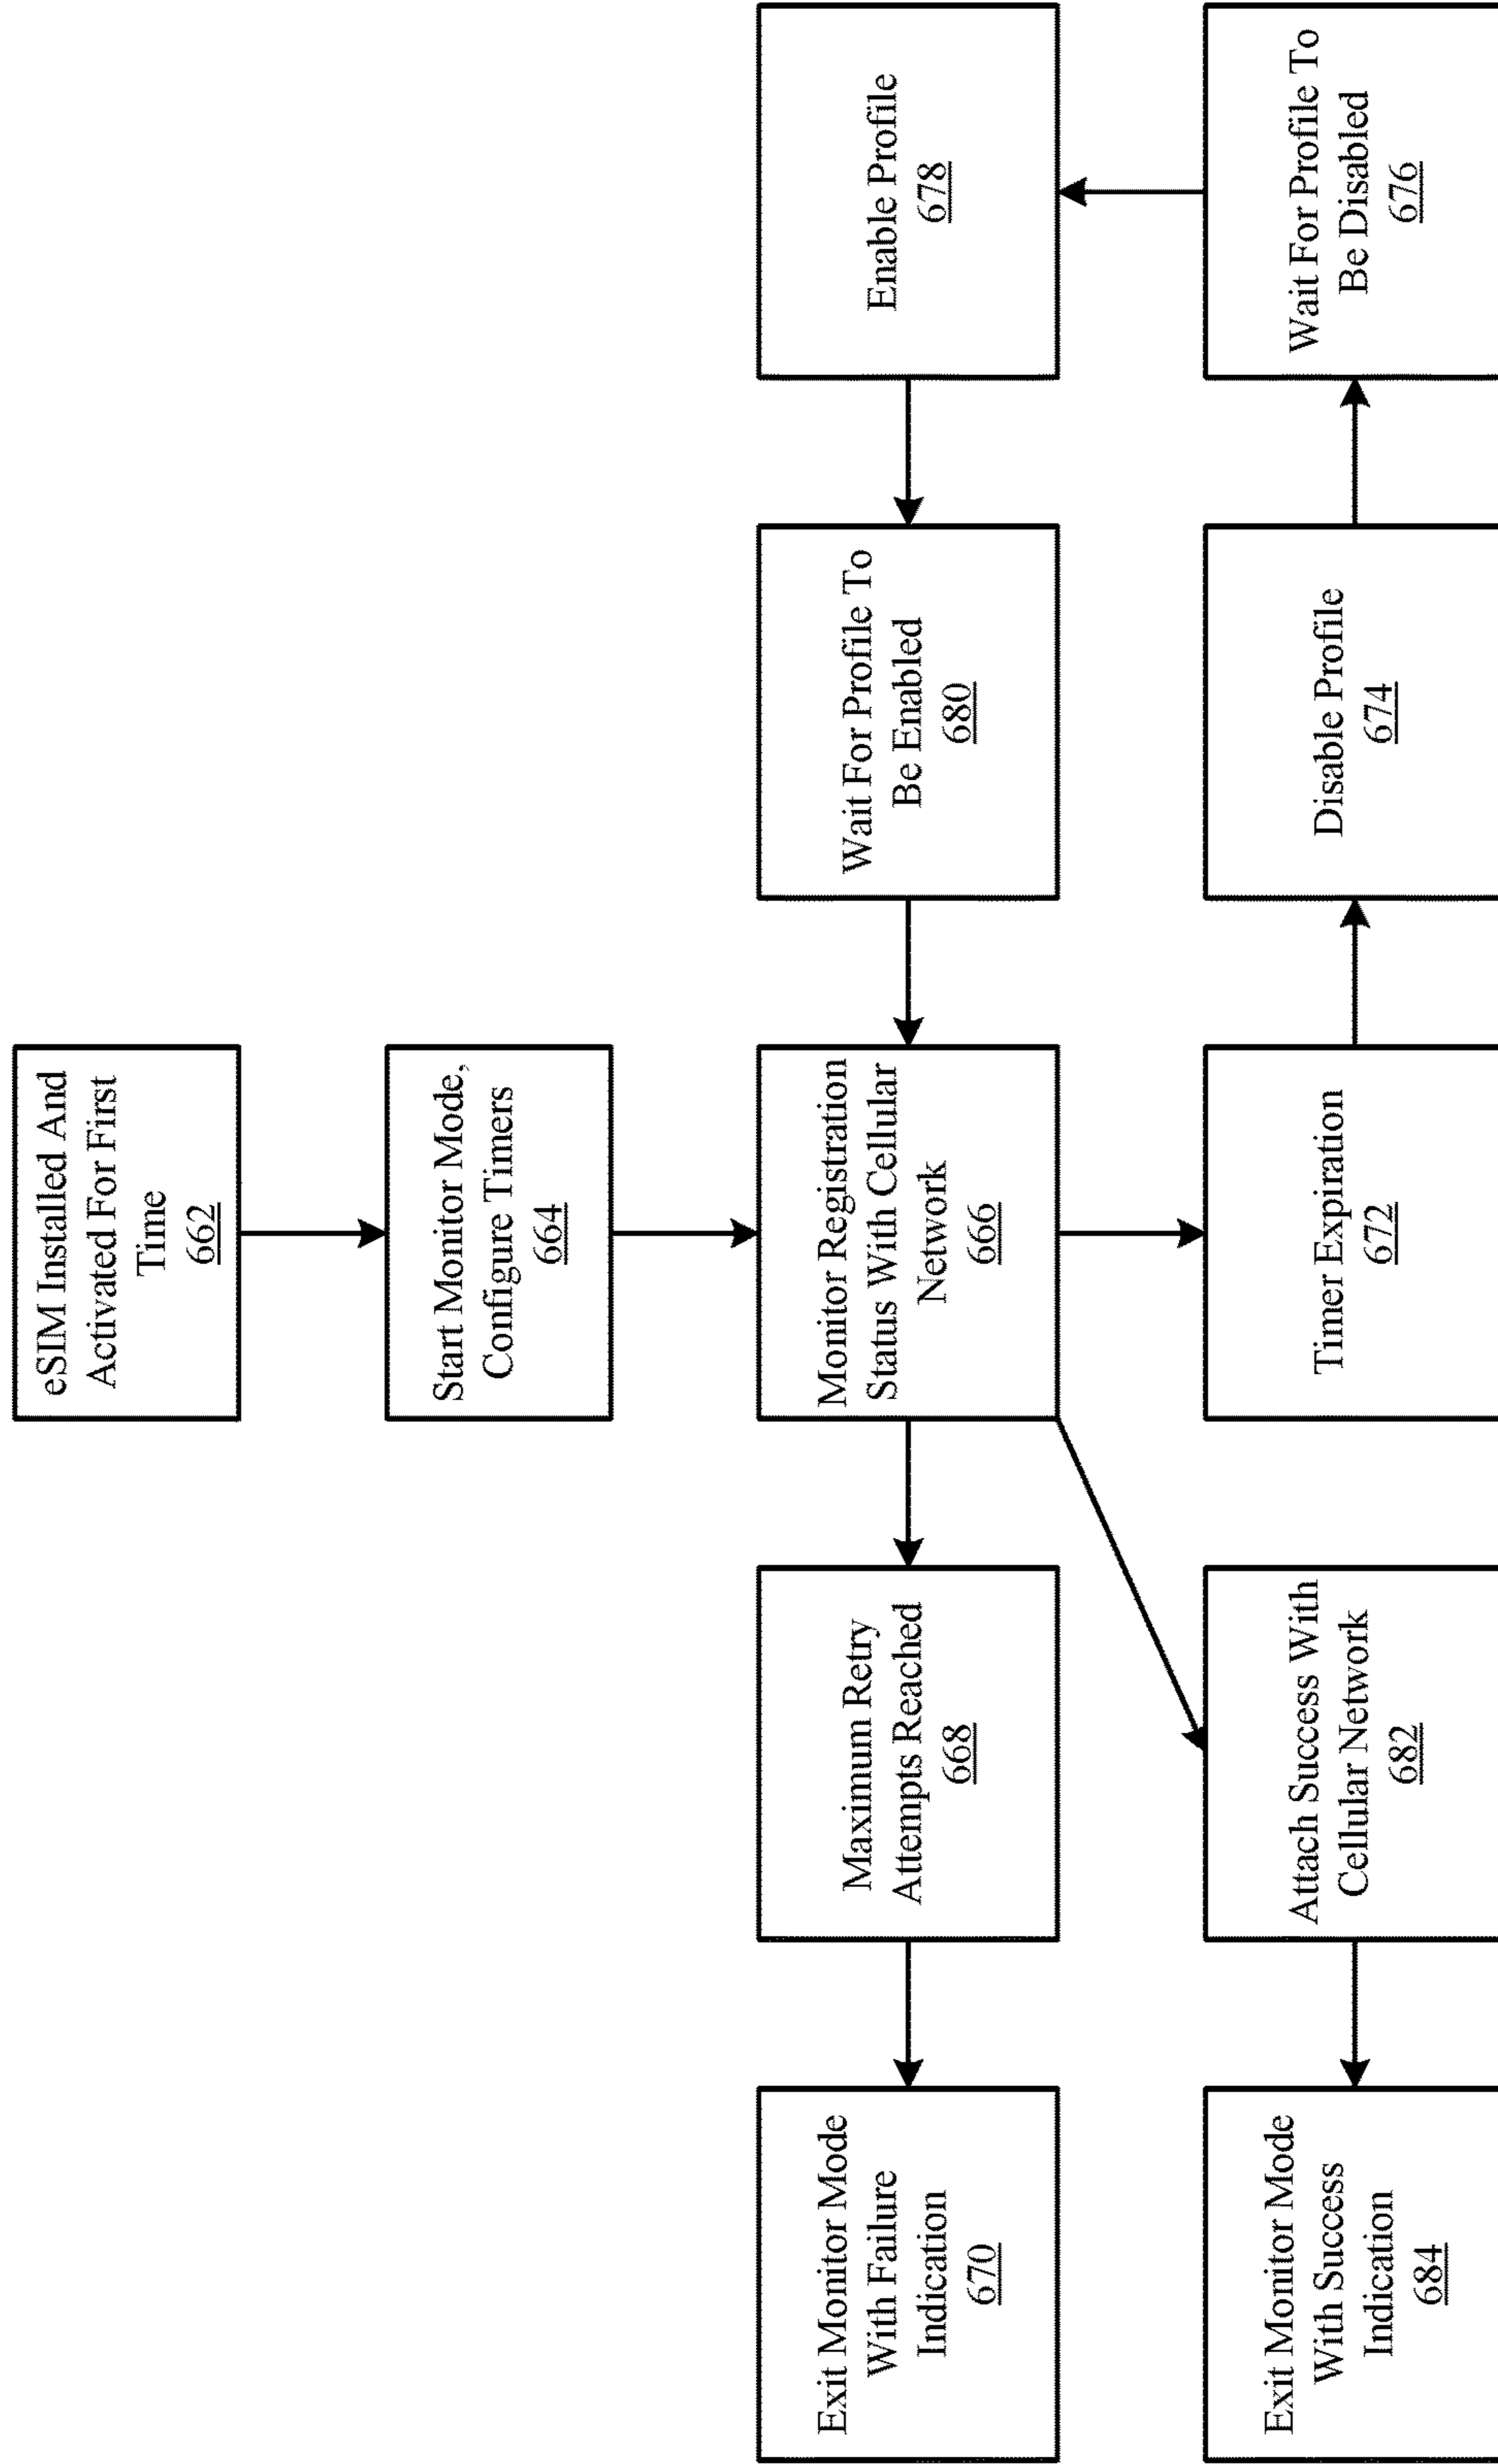 eSIM Installed And
Activated For First
Time
662
Start Monitor Mode,
Configure Timers
664
Exit Monitor Mode
With Failure
Indication
670
Maximum Retry
Attempts Reached
668
Monitor Registration
Status With Cellular
Network
666
Wait For Profile To
Be Enabled
680
Enable Profile
678
Exit Monitor Mode
With Success
Indication
684
Attach Success With
Cellular Network
682
Timer Expiration
672
Disable Profile
674
Wait For Profile To
Be Disabled
676